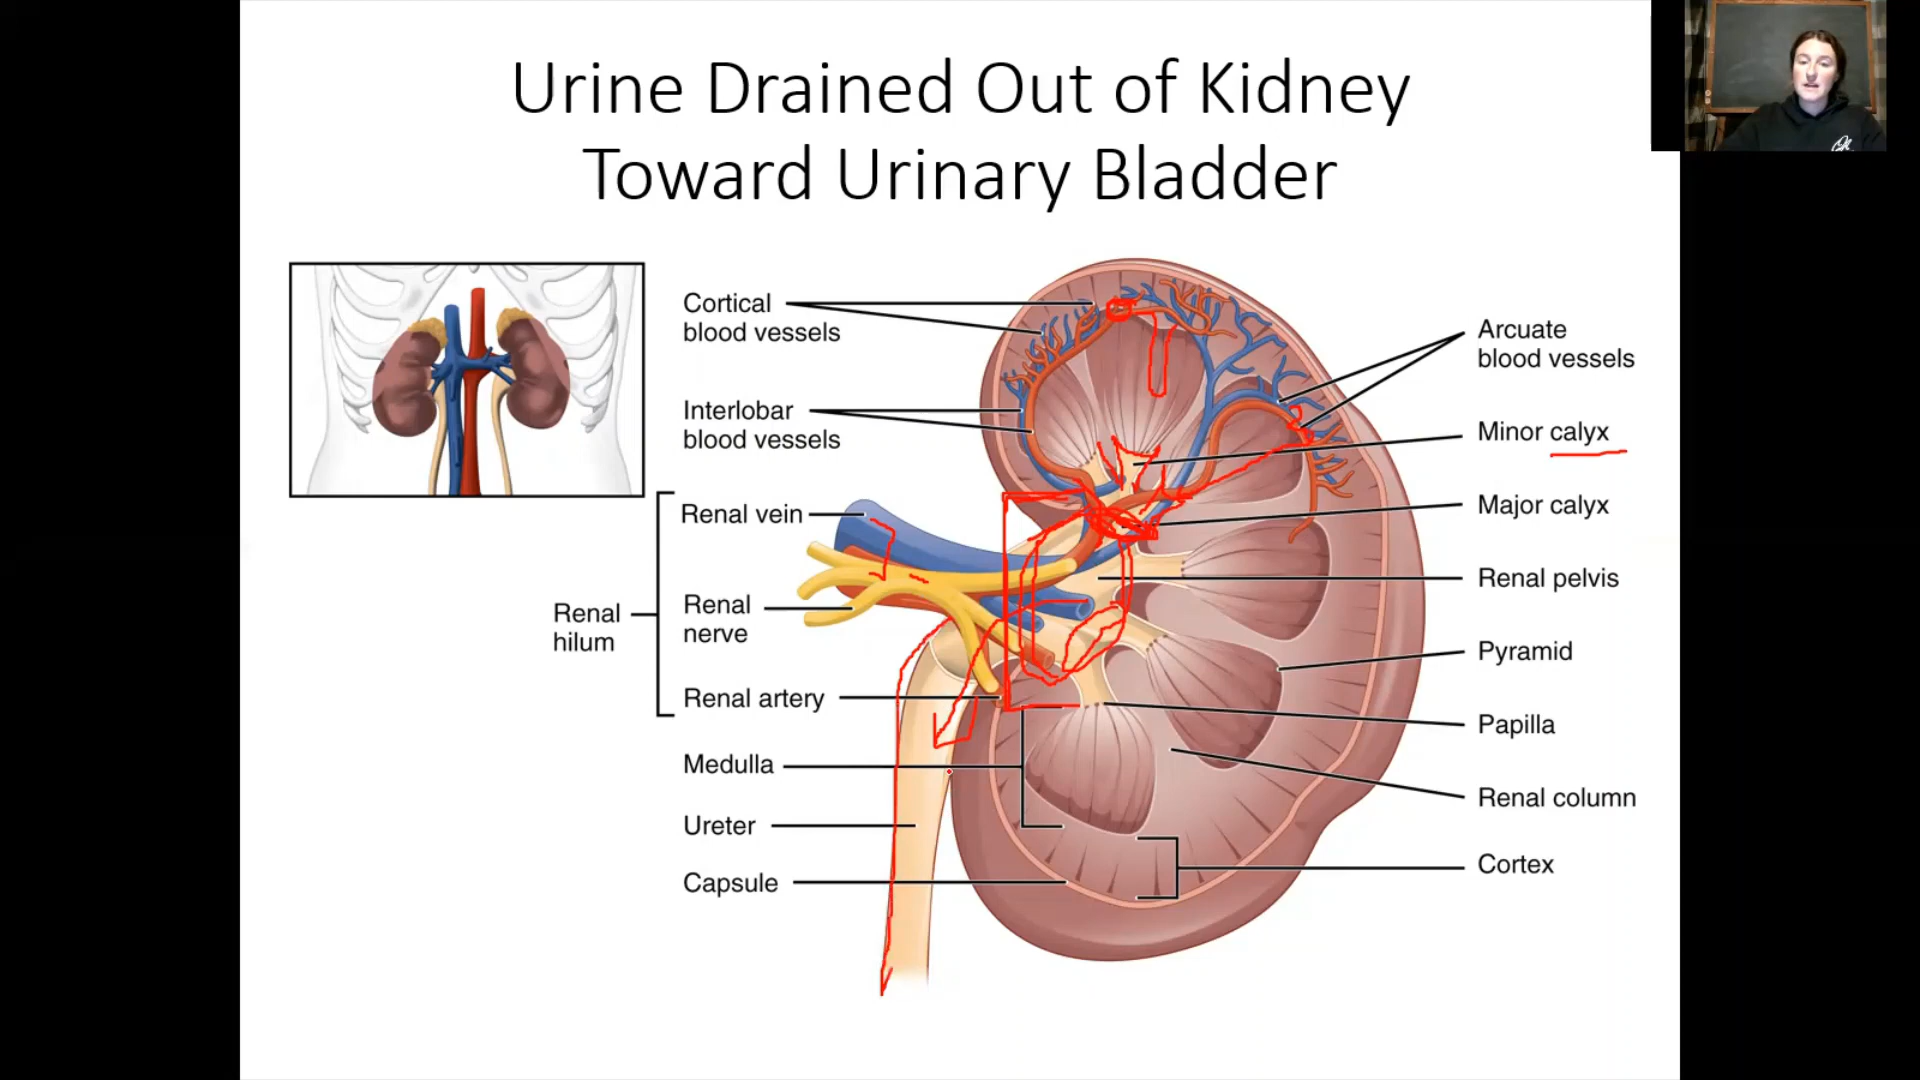 Urine Drained Out of Kidney
Toward Urinary Bladder
Cortical
blood vessels
Interlobar
blood vessels
Renal vein
Renal
nerve
Renal
hilum
Renal artery
Medulla
Ureter
Capsule
Arcuate
blood vessels
Minor calyx
Major calyx
Renal pelvis
Pyramid
Papilla
Renal column
Cortex